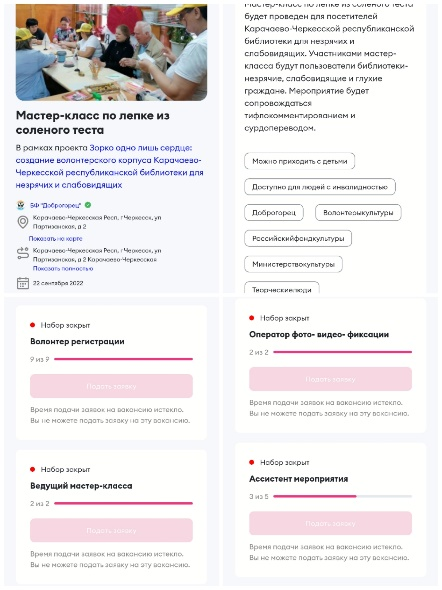 Мастер-класс по лепке из
соленого теста
В рамках проекта Зорко одно лишь сердце:
создание волонтерского корпуса Карачаево-
Черкесской республиканской библиотеки для
незрячих и слабовидящих
БФ "Доброгорец"
Карачаево-Черкесская Респ, г Черкесск, ул
Партизанская, д 2
Показать на карте
Карачаево-Черкесская Респ, г Черкесск, ул
Партизанская, д 2 Карачаево-Черкесская
Показать полностью
22 сентября 2022
Мастер-класс по лепке из соленого теста
будет проведен для посетителей
Карачаево-Черкесской республиканской
библиотеки для незрячих и
слабовидящих. Участниками мастер-
класса будут пользователи библиотеки-
незрячие, слабовидящие и глухие
граждане. Мероприятие будет
сопровождаться
тифлокомментированием и
сурдопереводом.
Можно приходить с детьми
Доступно для людей с инвалидностью
Доброгорец
Волонтерыкультуры
Российскийфондкультуры
Министерствокультуры
Творческиелюди
Набор закрыт
Волонтер регистрации
9 из 9
Подать заявку
Время подачи заявок на вакансию истекло.
Вы не можете подать заявку на эту вакансию.
Набор закрыт
Ведущий мастер-класса
2 из 2
Подать заявку
Время подачи заявок на вакансию истекло.
Вы не можете подать заявку на эту вакансию.
Набор закрыт
Оператор фото- видео- фиксации
2 из 2
Подать заявку
Время подачи заявок на вакансию истекло.
Вы не можете подать заявку на эту вакансию.
Набор закрыт
Ассистент мероприятия
3 из 5
Подать заявку
Время подачи заявок на вакансию истекло.
Вы не можете подать заявку на эту вакансию.